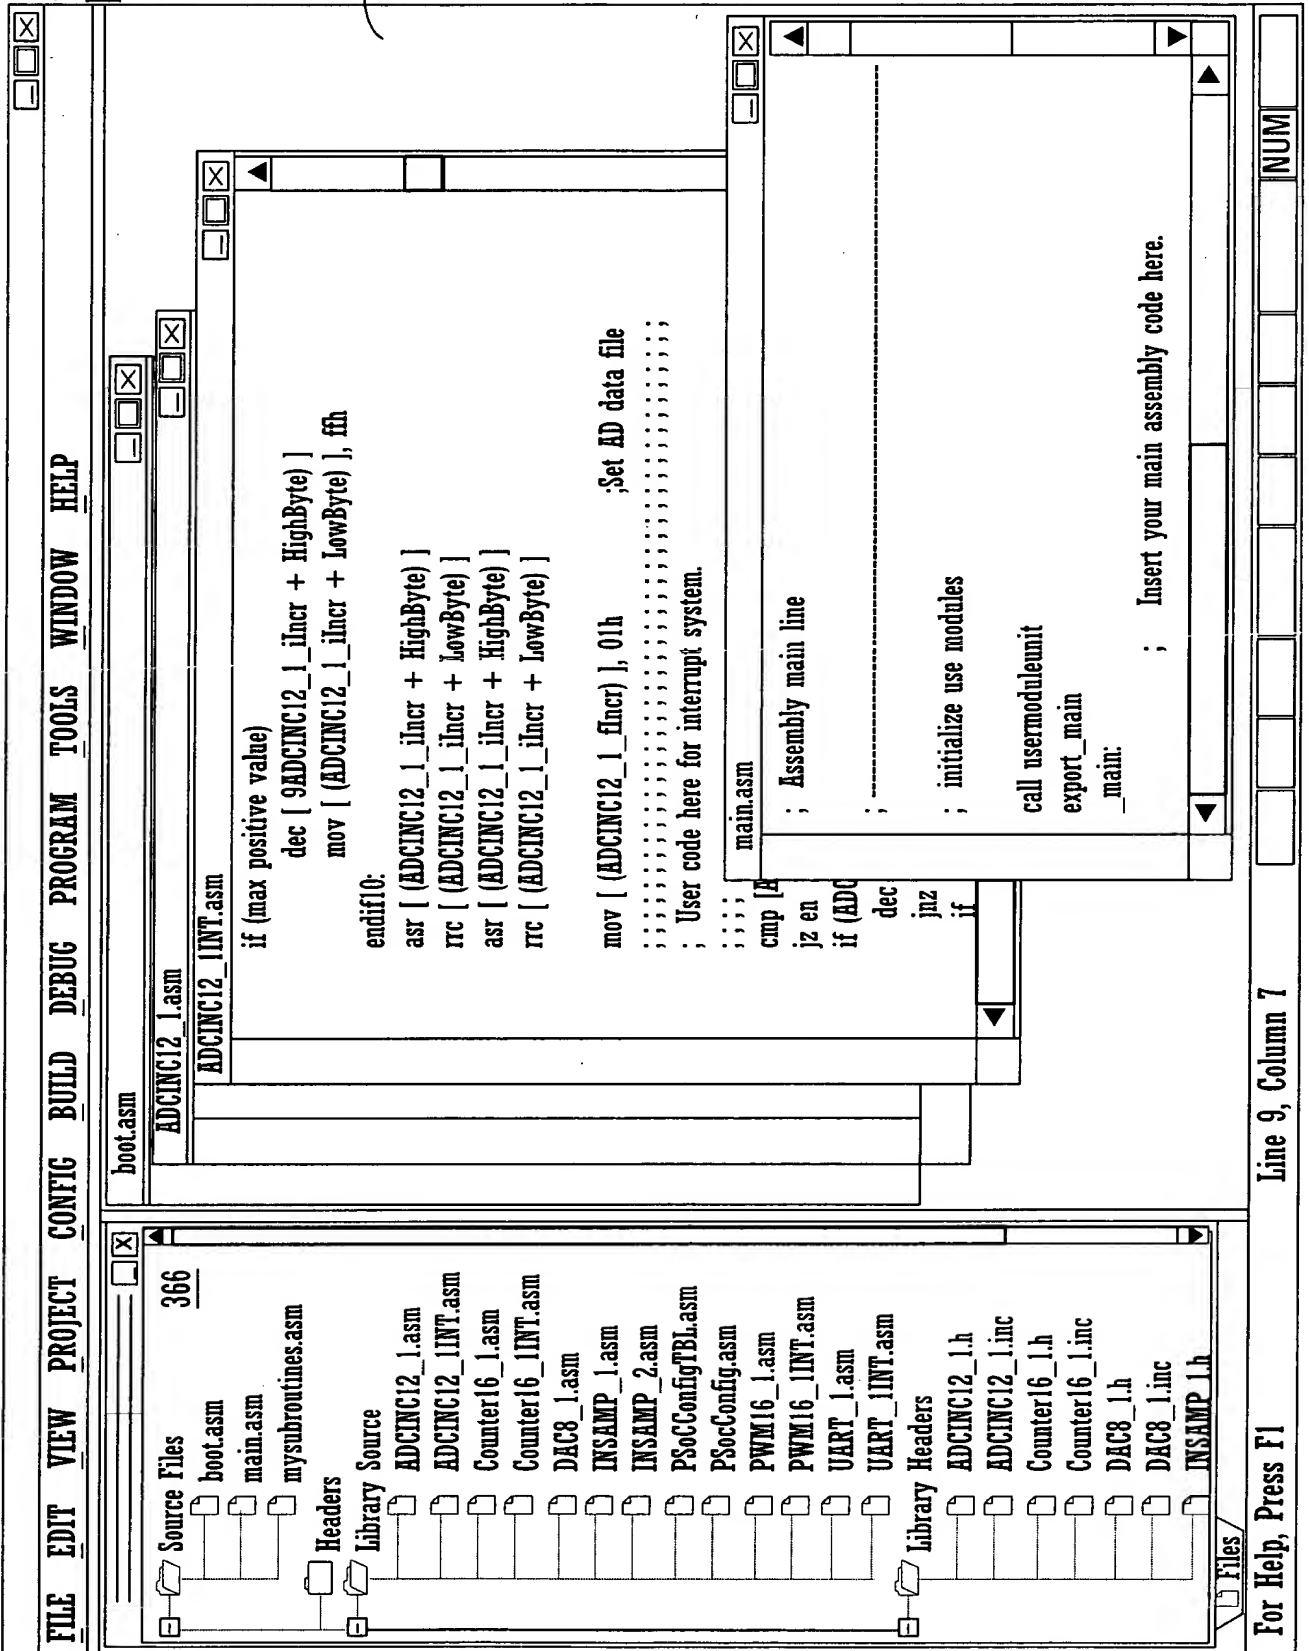 FILE EDIT VIEW PROJECT CONFIG BUILD DEBUG PROGRAM TOOLS WINDOW HELP
366
Source Files
boot.asm
main.asm
mysubroutines.asm
Headers
Library Source
ADCINC12_1.asm
ADCINC12_1INT.asm
Counter16_1.asm
Counter16_1INT.asm
DAC8_1.asm
INSAMP_1.asm
INSAMP_2.asm
PSoCConfigTBL.asm
PSocConfig.asm
PWM16_1.asm
PWM16_1INT.asm
UART_1.asm
UART_1INT.asm
Library Headers
ADCINC12_1.h
ADCINC12_1.inc
Counter16_1.h
Counter16_1.inc
DAC8_1.h
DAC8_1.inc
INSAMP_1.h
Files
boot.asm
ADCINC12_1.asm
ADCINC12_1INT.asm
if (max positive value)
dec [ 9ADCINC12_1_iIncr + HighByte) ]
mov [ (ADCINC12_1_iIncr + LowByte) ], ffh
endif10:
asr [ (ADCINC12_1_iIncr + HighByte) ]
rrc [ (ADCINC12_1_iIncr + LowByte) ]
asr [ (ADCINC12_1_iIncr + HighByte) ]
rrc [ (ADCINC12_1_iIncr + LowByte) ]
mov [ (ADCINC12_1_fIncr) ], 01h ;Set AD data file
; User code here for interrupt system.
; ; ; ;
cmp [A
jz en
if (ADC
dec
jnz
if
main.asm
; Assembly main line
;------------------------------------------------------------
; initialize use modules
call usermoduleunit
export_main
_main:
; Insert your main assembly code here.
For Help, Press F1 Line 9, Column 7 NUM